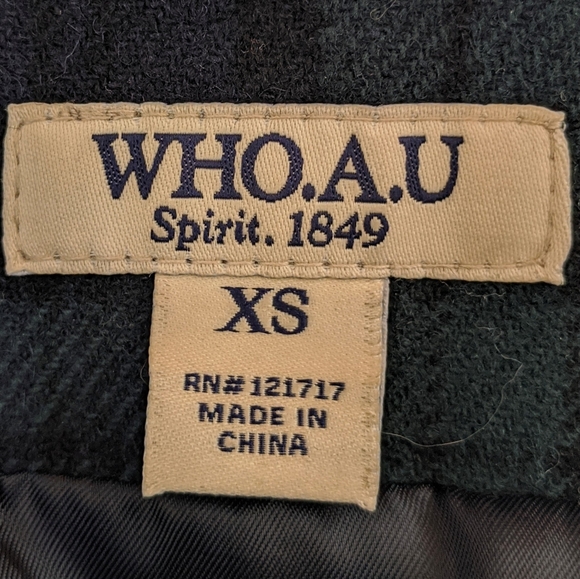 WHO.A.U
Spirit. 1849
XS
RN# 121717
MADE IN
CHINA